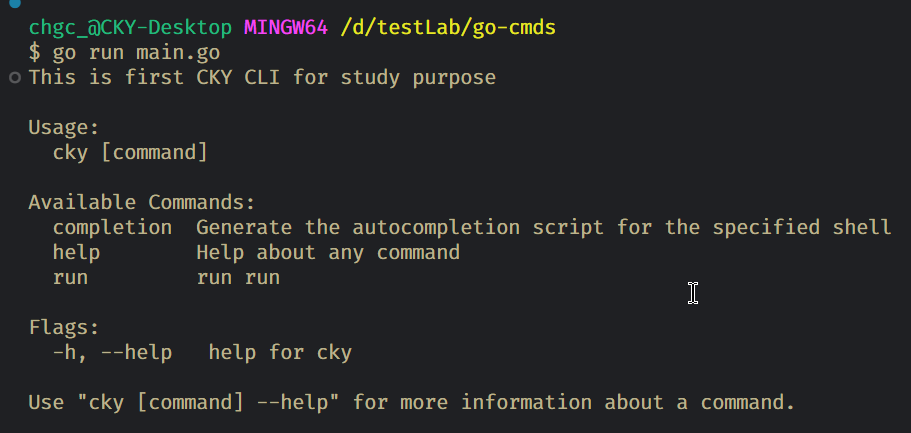 chgc_@CKY-Desktop MINGW64 /d/testLab/go-cmds
$ go run main.go
This is first CKY CLI for study purpose
Usage:
cky [command]
Available Commands:
completion  Generate the autocompletion script for the specified shell
help        Help about any command
run         run run
Flags:
-h, --help   help for cky
Use "cky [command] --help" for more information about a command.